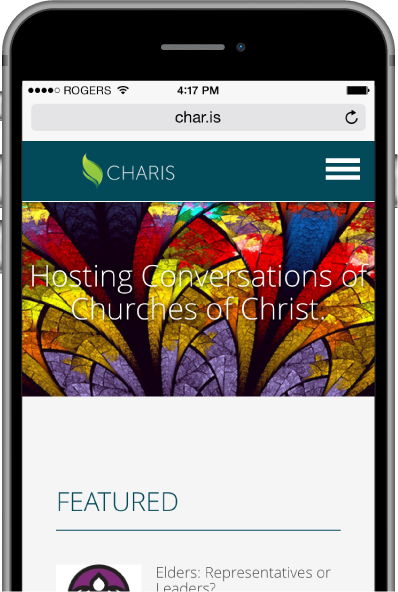 ROGERS 4:17 PM
char.is
CHARIS
Hosting Conversations of
Churches of Christ.
FEATURED
Elders: Representatives or
Leaders?